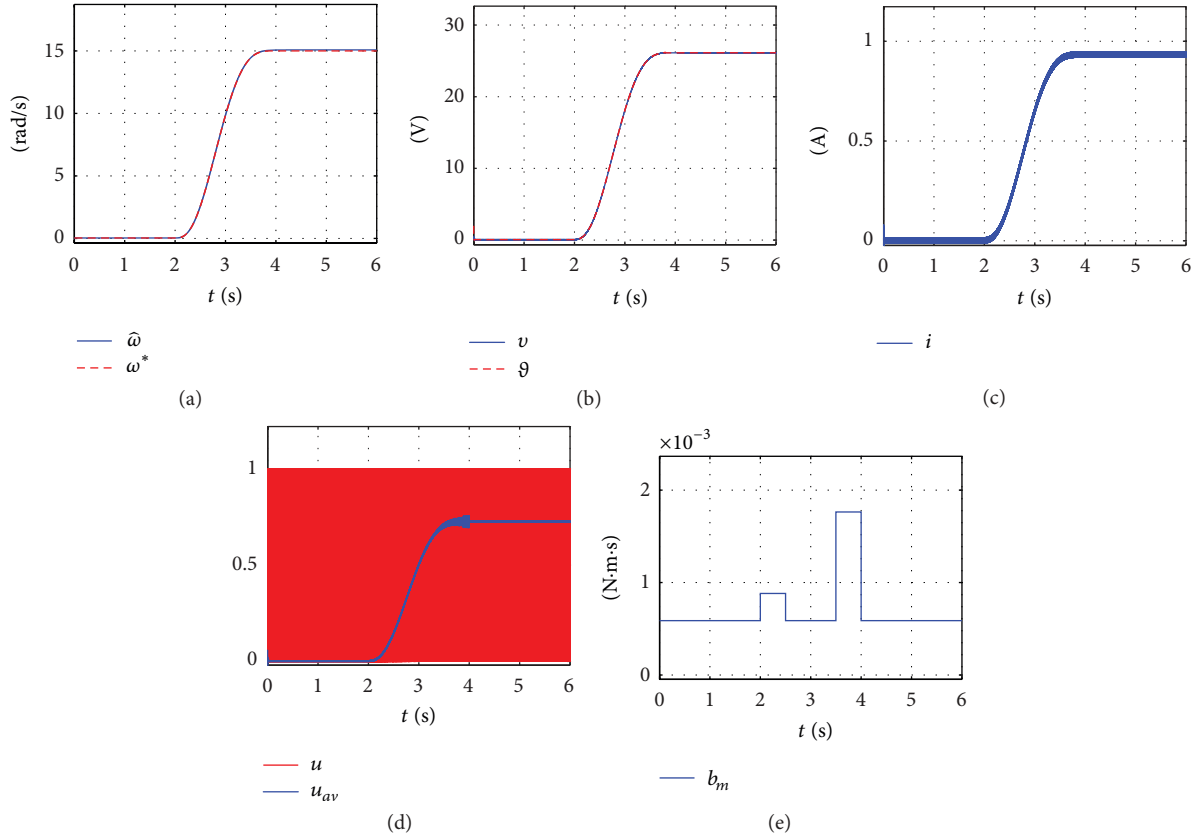 (rad/s)
15
10
5
0
0 1 2 3 4 5 6
t (s)
ω̂
ω*
(a)
(V)
30
20
10
0
0 1 2 3 4 5 6
t (s)
υ
ϑ
(b)
(A)
1
0.5
0
0 1 2 3 4 5 6
t (s)
i
(c)
1
0.5
0
0 1 2 3 4 5 6
t (s)
u
u_av
(d)
×10⁻³
(N·m·s)
2
1
0
0 1 2 3 4 5 6
t (s)
b_m
(e)